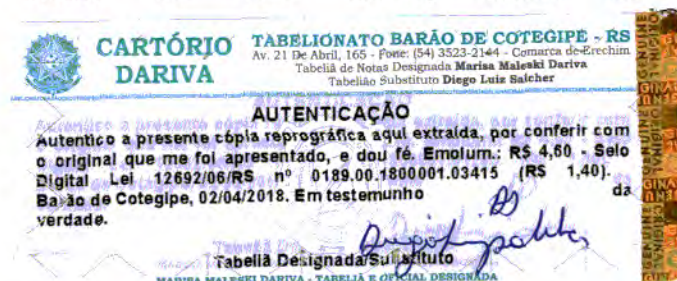 CARTÓRIO
DARIVA
TABELIONATO BARÃO DE COTEGIPE - RS
Av. 21 De Abril, 165 - Fone: (54) 3523-2144 - Comarca de Erechim
Tabeliã de Notas Designada Marisa Maleski Dariva
Tabelião Substituto Diego Luiz Salcher
AUTENTICAÇÃO
Autentico a presente cópia reprográfica aqui extraída, por conferir com
o original que me foi apresentado, e dou fé. Emolum.: R$ 4,60 - Selo
Digital Lei 12692/06/RS nº 0189.00.1800001.03415 (R$ 1,40).
Barão de Cotegipe, 02/04/2018. Em testemunho da
verdade.
Tabeliã Designada/Substituto
MARISA MALESKI DARIVA - TABELIÃ E OFICIAL DESIGNADA